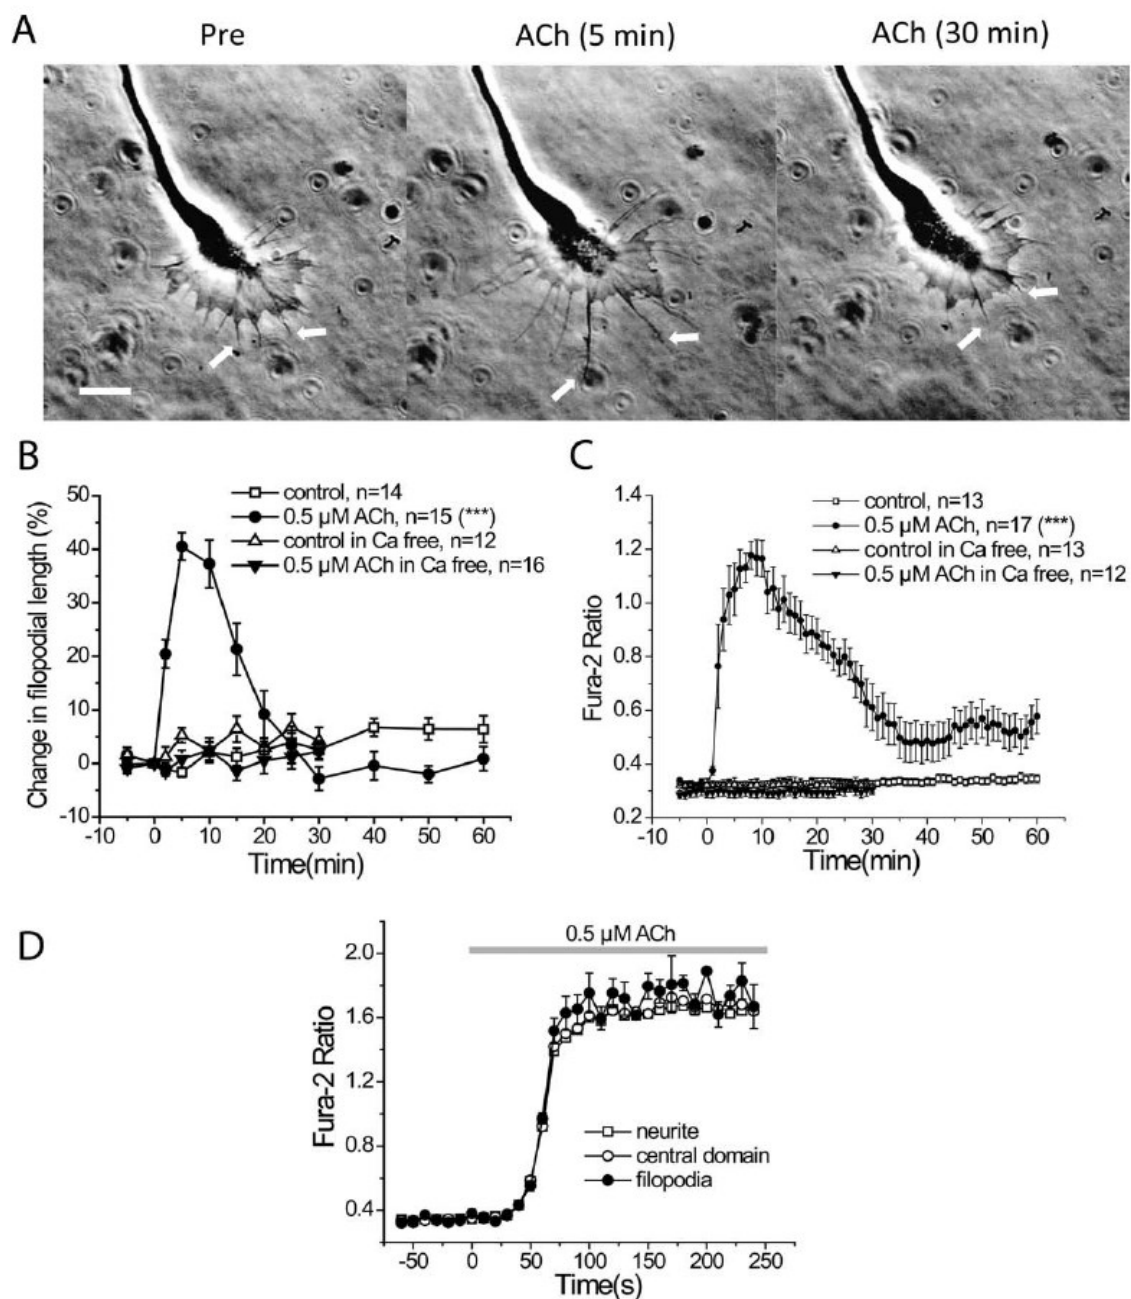 A
Pre
ACh (5 min)
ACh (30 min)
B
control, n=14
0.5 µM ACh, n=15 (***)
control in Ca free, n=12
0.5 µM ACh in Ca free, n=16
Change in filopodial length (%)
50
40
30
20
10
0
-10
-10 0 10 20 30 40 50 60
Time(min)
C
control, n=13
0.5 µM ACh, n=17 (***)
control in Ca free, n=13
0.5 µM ACh in Ca free, n=12
Fura-2 Ratio
1.4
1.2
1.0
0.8
0.6
0.4
0.2
-10 0 10 20 30 40 50 60
Time(min)
D
0.5 µM ACh
Fura-2 Ratio
2.0
1.6
1.2
0.8
0.4
neurite
central domain
filopodia
-50 0 50 100 150 200 250
Time(s)